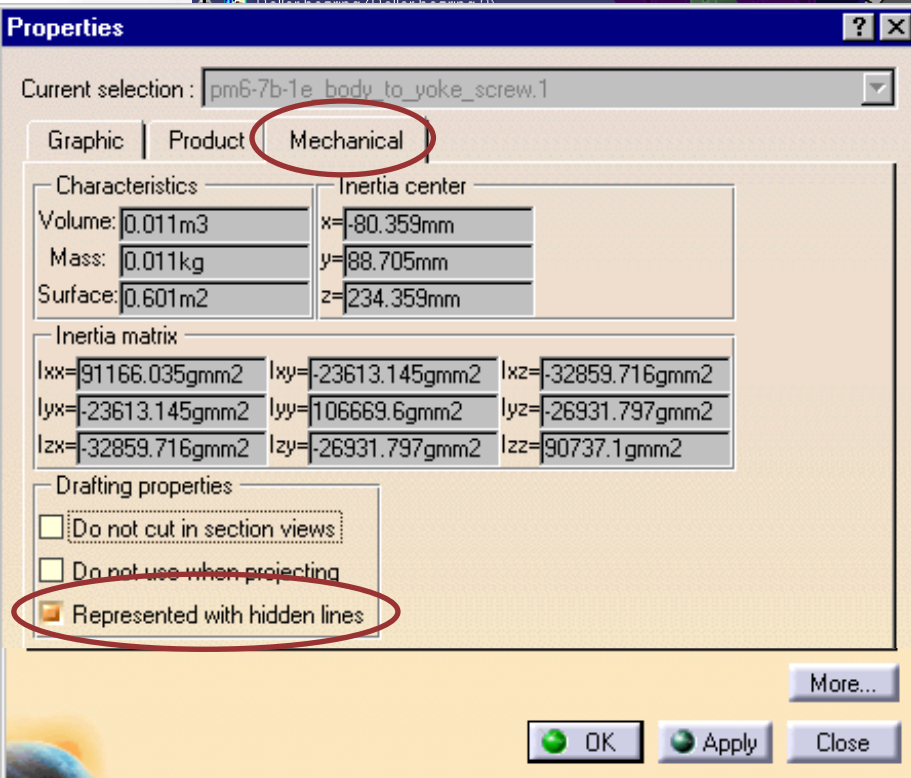 Properties
Current selection : pm6-7b-1e_body_to_yoke_screw.1
Graphic Product Mechanical
Characteristics
Volume: 0.011m3
Mass: 0.011kg
Surface: 0.601m2
Inertia center
x= -80.359mm
y= 88.705mm
z= 234.359mm
Inertia matrix
Ixx= 91166.035gmm2 Ixy= -23613.145gmm2 Ixz= -32859.716gmm2
Iyx= -23613.145gmm2 Iyy= 106669.6gmm2 Iyz= -26931.797gmm2
Izx= -32859.716gmm2 Izy= -26931.797gmm2 Izz= 90737.1gmm2
Drafting properties
Do not cut in section views
Do not use when projecting
Represented with hidden lines
More...
OK Apply Close